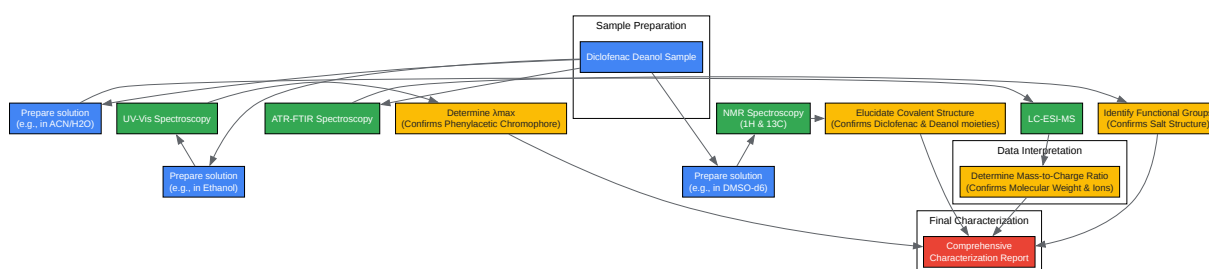 Sample Preparation
Diclofenac Deanol Sample
Prepare solution
(e.g., in ACN/H2O)
UV-Vis Spectroscopy
ATR-FTIR Spectroscopy
Determine λmax
(Confirms Phenylacetic Chromophore)
NMR Spectroscopy
(1H & 13C)
Elucidate Covalent Structure
(Confirms Diclofenac & Deanol moieties)
LC-ESI-MS
Identify Functional Groups
(Confirms Salt Structure)
Prepare solution
(e.g., in Ethanol)
Prepare solution
(e.g., in DMSO-d6)
Data Interpretation
Determine Mass-to-Charge Ratio
(Confirms Molecular Weight & Ions)
Final Characterization
Comprehensive
Characterization Report